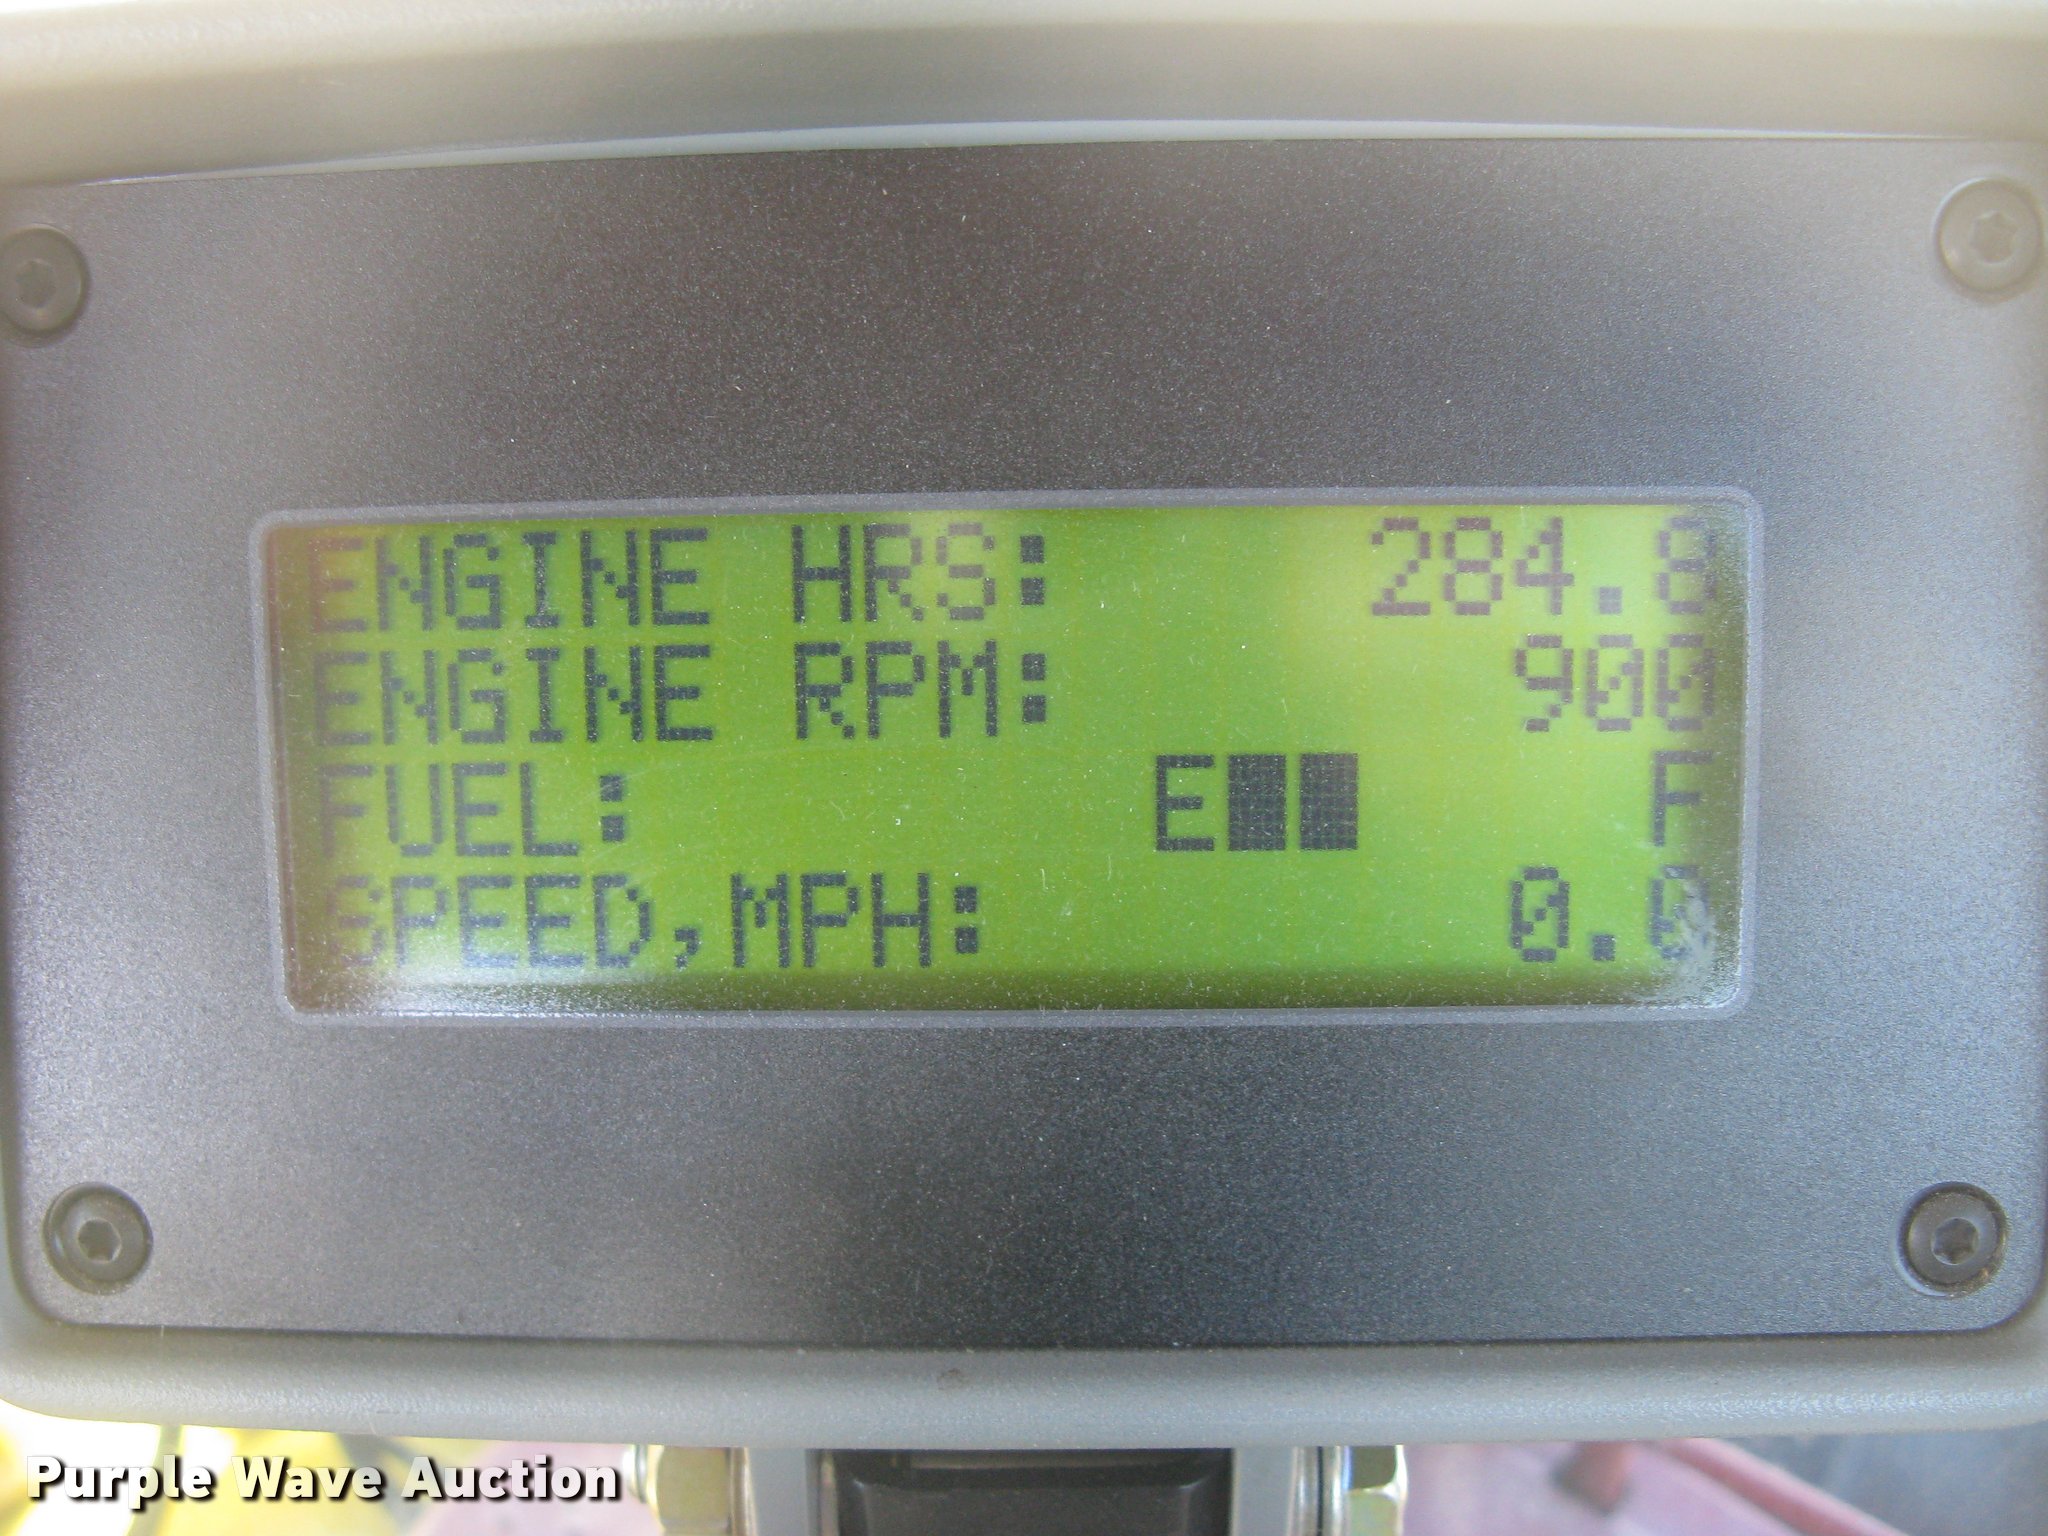 ENGINE HRS: 284.8
ENGINE RPM: 900
FUEL: E██ F
SPEED,MPH: 0.0
Purple Wave Auction